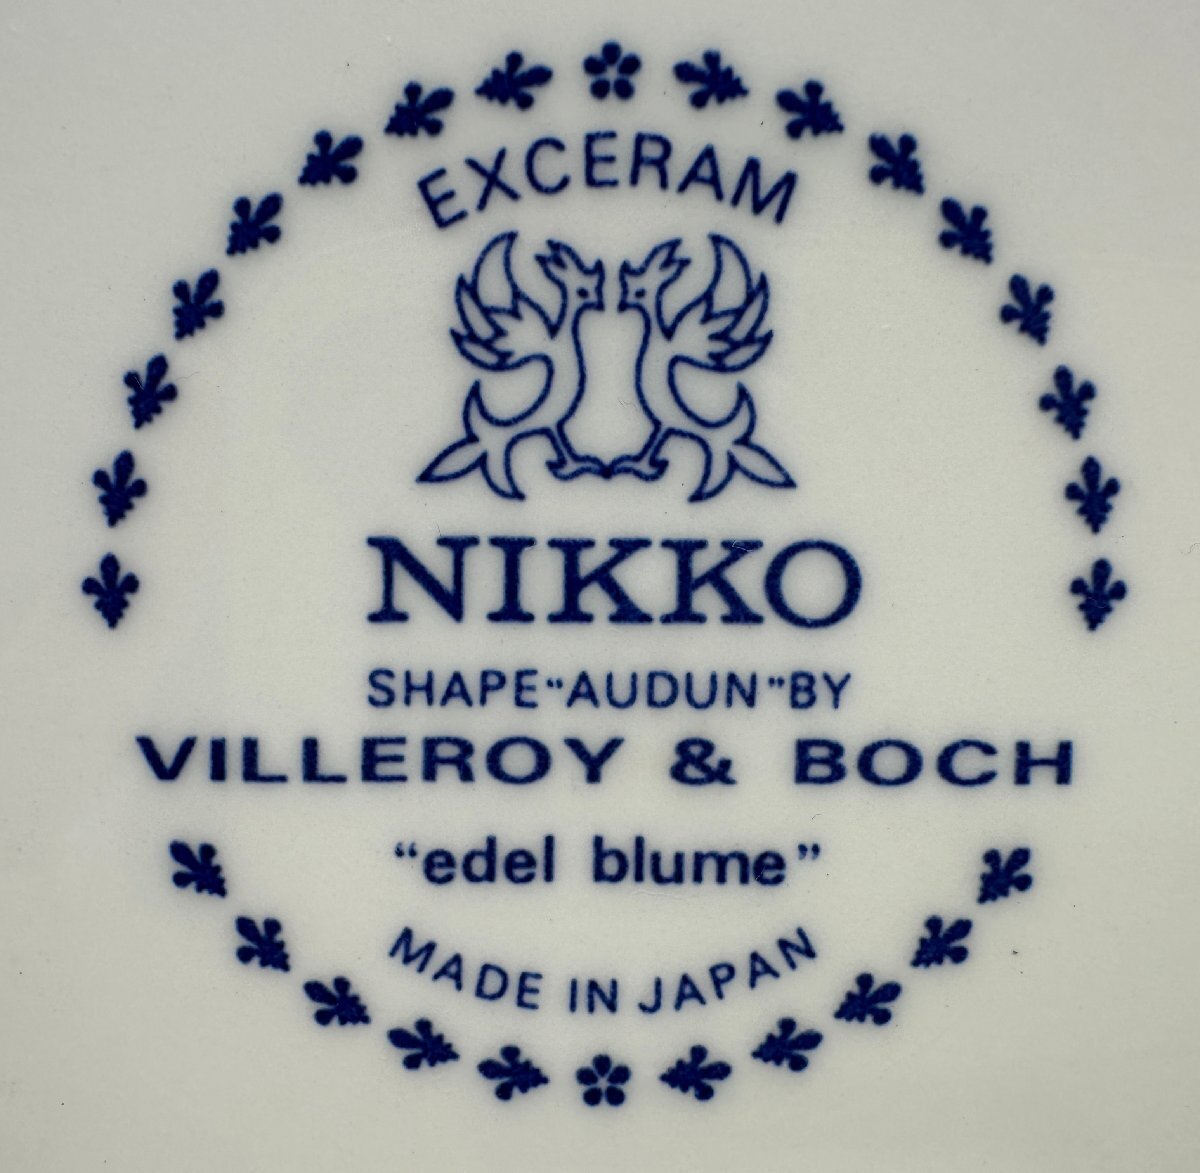 EXCERAM
NIKKO
SHAPE “AUDUN” BY
VILLEROY & BOCH
“edel blume”
MADE IN JAPAN